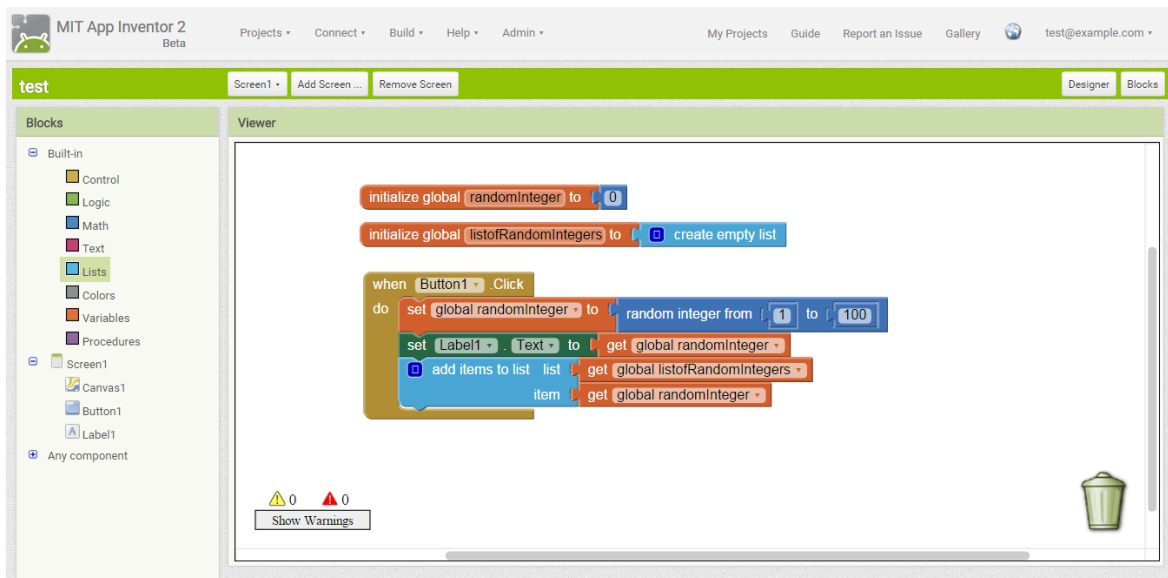 MIT App Inventor 2
Beta
Projects Connect Build Help Admin My Projects Guide Report an Issue Gallery test@example.com
test Screen1 Add Screen ... Remove Screen Designer Blocks
Blocks
Viewer
Built-in
Control
Logic
Math
Text
Lists
Colors
Variables
Procedures
Screen1
Canvas1
Button1
A Label1
Any component
initialize global randomInteger to 0
initialize global listofRandomIntegers to create empty list
when Button1 .Click
do set global randomInteger to random integer from 1 to 100
set Label1 . Text to get global randomInteger
add items to list list get global listofRandomIntegers
item get global randomInteger
0 0
Show Warnings